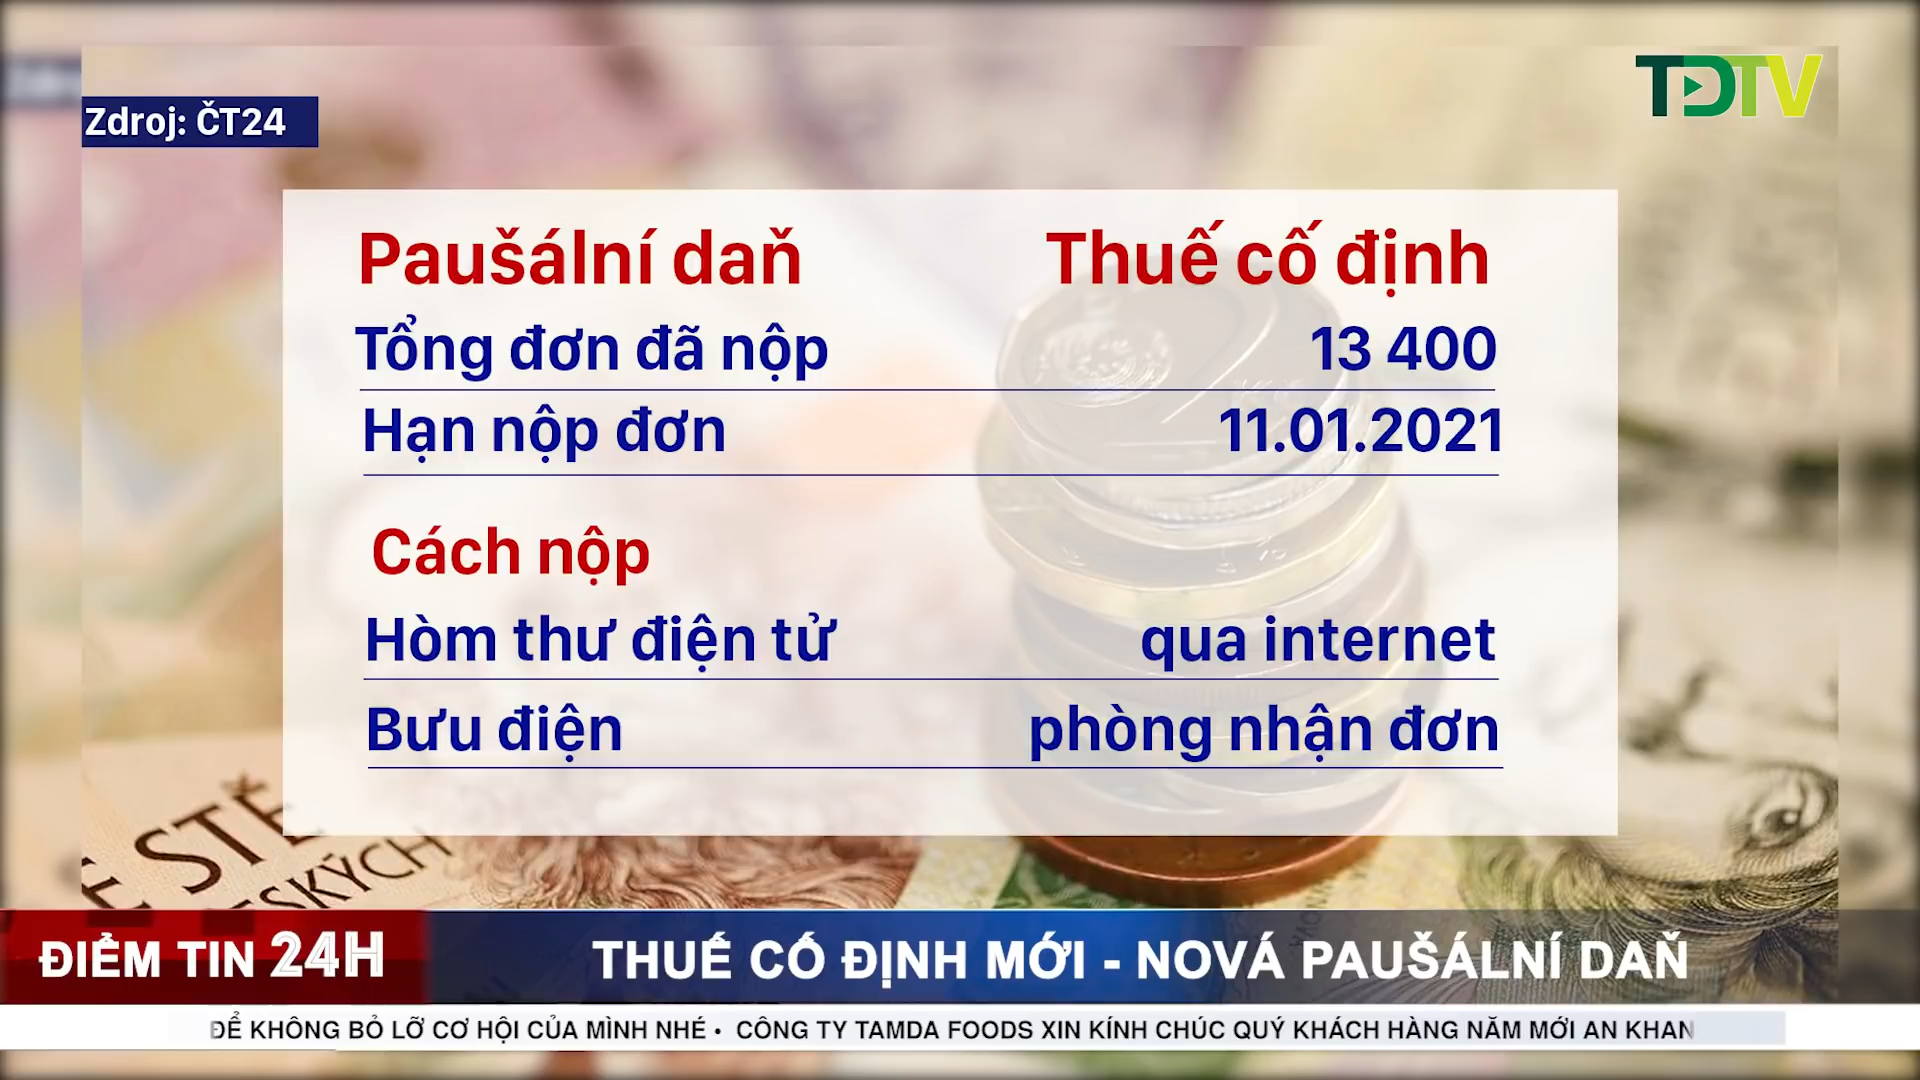 TDTV
Zdroj: ČT24
Paušální daň Thuế cố định
Tổng đơn đã nộp 13 400
Hạn nộp đơn 11.01.2021
Cách nộp
Hòm thư điện tử qua internet
Bưu điện phòng nhận đơn
STĚ
ESKÝCH
ĐIỂM TIN 24H THUẾ CỐ ĐỊNH MỚI - NOVÁ PAUŠÁLNÍ DAŇ
ĐỂ KHÔNG BỎ LỠ CƠ HỘI CỦA MÌNH NHÉ • CÔNG TY TAMDA FOODS XIN KÍNH CHÚC QUÝ KHÁCH HÀNG NĂM MỚI AN KHAN